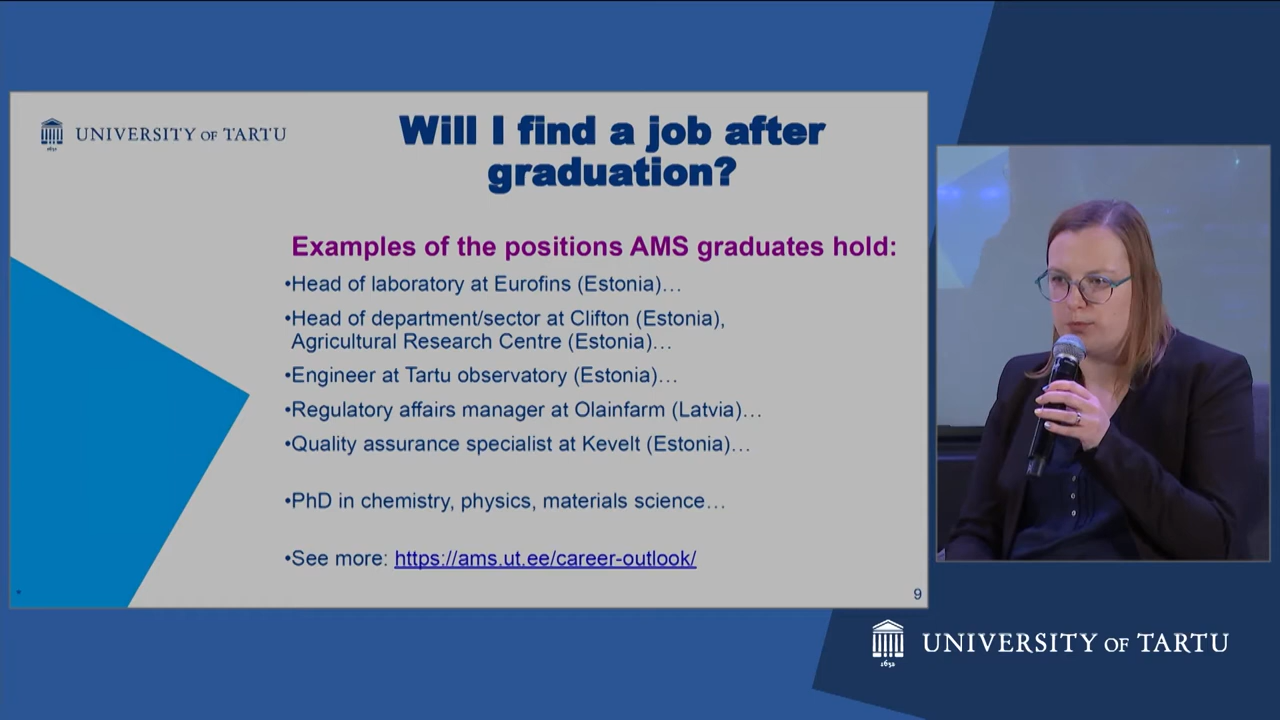 UNIVERSITY OF TARTU
1632
Will I find a job after
graduation?
Examples of the positions AMS graduates hold:
•Head of laboratory at Eurofins (Estonia)…
•Head of department/sector at Clifton (Estonia),
Agricultural Research Centre (Estonia)…
•Engineer at Tartu observatory (Estonia)…
•Regulatory affairs manager at Olainfarm (Latvia)…
•Quality assurance specialist at Kevelt (Estonia)…
•PhD in chemistry, physics, materials science…
•See more: https://ams.ut.ee/career-outlook/
9
UNIVERSITY OF TARTU
1632